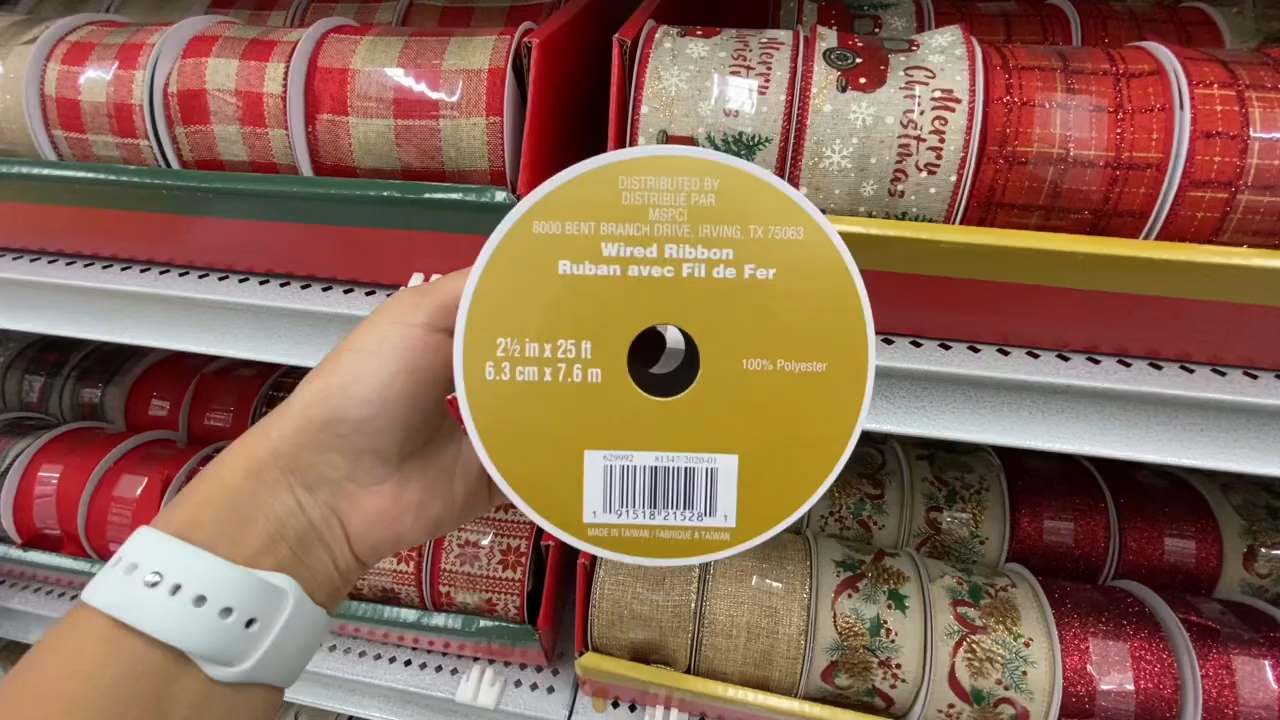 Merry
Christmas
Merry
Christmas
DISTRIBUTED BY
DISTRIBUÉ PAR
MSPCI
8000 BENT BRANCH DRIVE, IRVING, TX 75063
Wired Ribbon
Ruban avec Fil de Fer
2½ in x 25 ft
6.3 cm x 7.6 m
100% Polyester
629992 81347/2020-01
1 91518 21528 1
MADE IN TAIWAN / FABRIQUÉ À TAIWAN